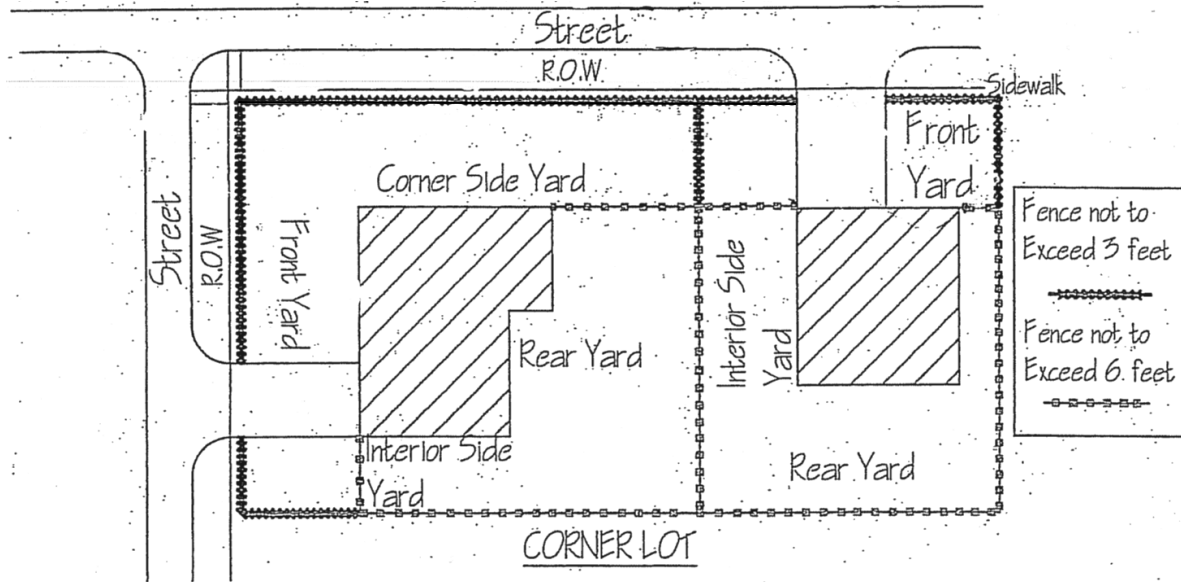 Street
R.O.W.
Sidewalk
Front
Yard
Corner Side Yard
Street
R.O.W
Front Yard
Interior Side
Yard
Rear Yard
Interior Side
Yard
Rear Yard
CORNER LOT
Fence not to
Exceed 3 feet
Fence not to
Exceed 6 feet